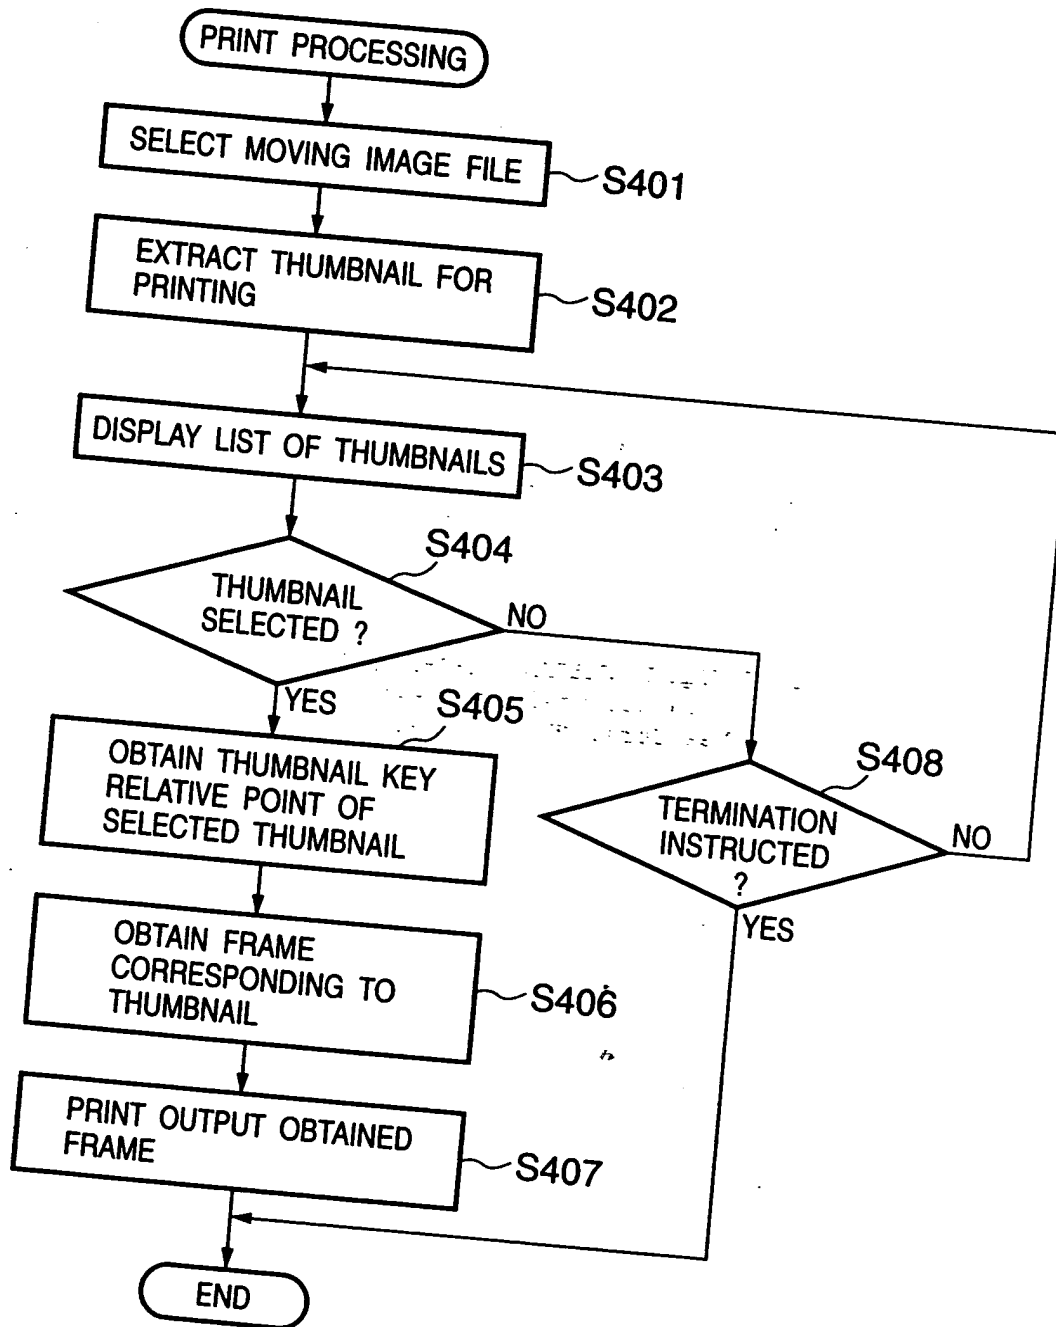 PRINT PROCESSING
SELECT MOVING IMAGE FILE
S401
EXTRACT THUMBNAIL FOR
PRINTING
S402
DISPLAY LIST OF THUMBNAILS
S403
S404
THUMBNAIL
SELECTED ?
NO
YES
S405
OBTAIN THUMBNAIL KEY
RELATIVE POINT OF
SELECTED THUMBNAIL
S408
TERMINATION
INSTRUCTED
?
NO
YES
OBTAIN FRAME
CORRESPONDING TO
THUMBNAIL
S406
PRINT OUTPUT OBTAINED
FRAME
S407
END